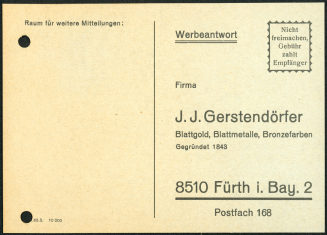 Raum für weitere Mitteilungen:
Werbeantwort
Nicht
freimachen,
Gebühr
zahlt
Empfänger
Firma
J. J. Gerstendörfer
Blattgold, Blattmetalle, Bronzefarben
Gegründet 1843
8510 Fürth i. Bay. 2
Postfach 168